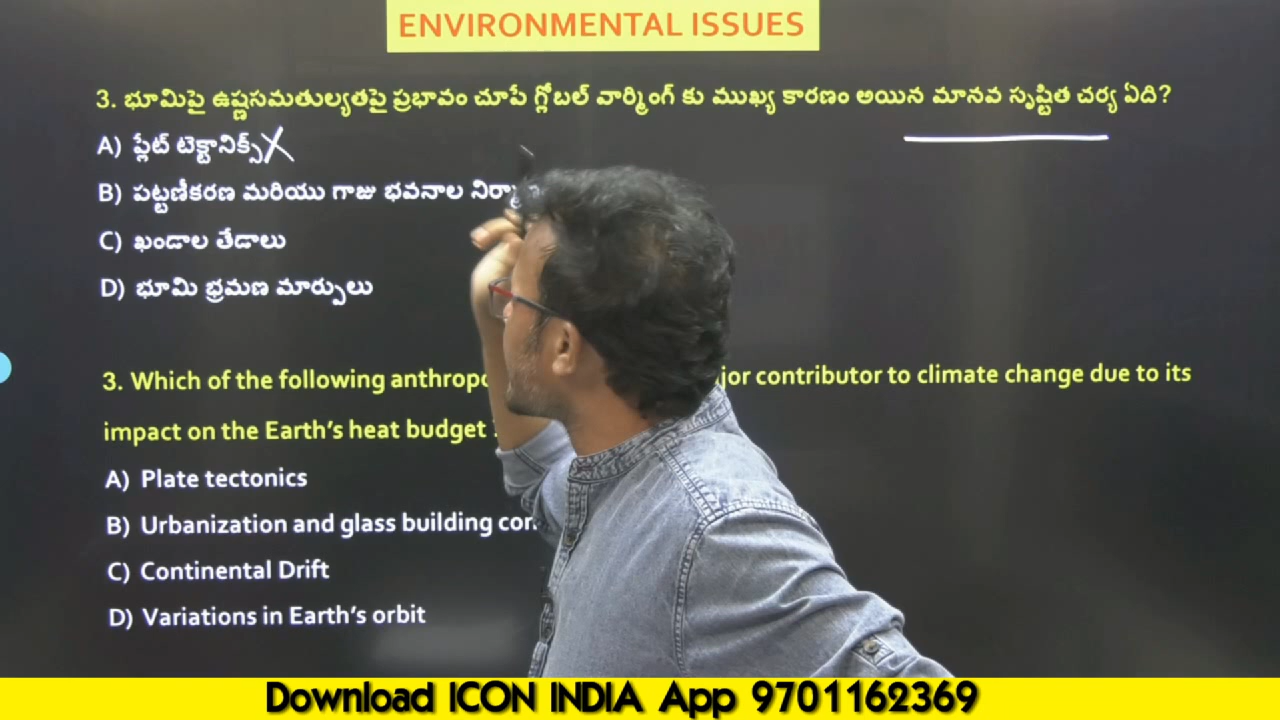 ENVIRONMENTAL ISSUES
3. భూమిపై ఉష్ణసమతుల్యతపై ప్రభావం చూపే గ్లోబల్ వార్మింగ్ కు ముఖ్య కారణం అయిన మానవ సృష్టిత చర్య ఏది?
A) ప్లేట్ టెక్టానిక్స్
B) పట్టణీకరణ మరియు గాజు భవనాల
C) ఖండాల తేడాలు
D) భూమి భ్రమణ మార్పులు
3. Which of the following contributor to climate change due to its
impact on the Earth's heat budget
A) Plate tectonics
B) Urbanization and glass building
C) Continental Drift
D) Variations in Earth's orbit
Download ICON INDIA App 9701162369